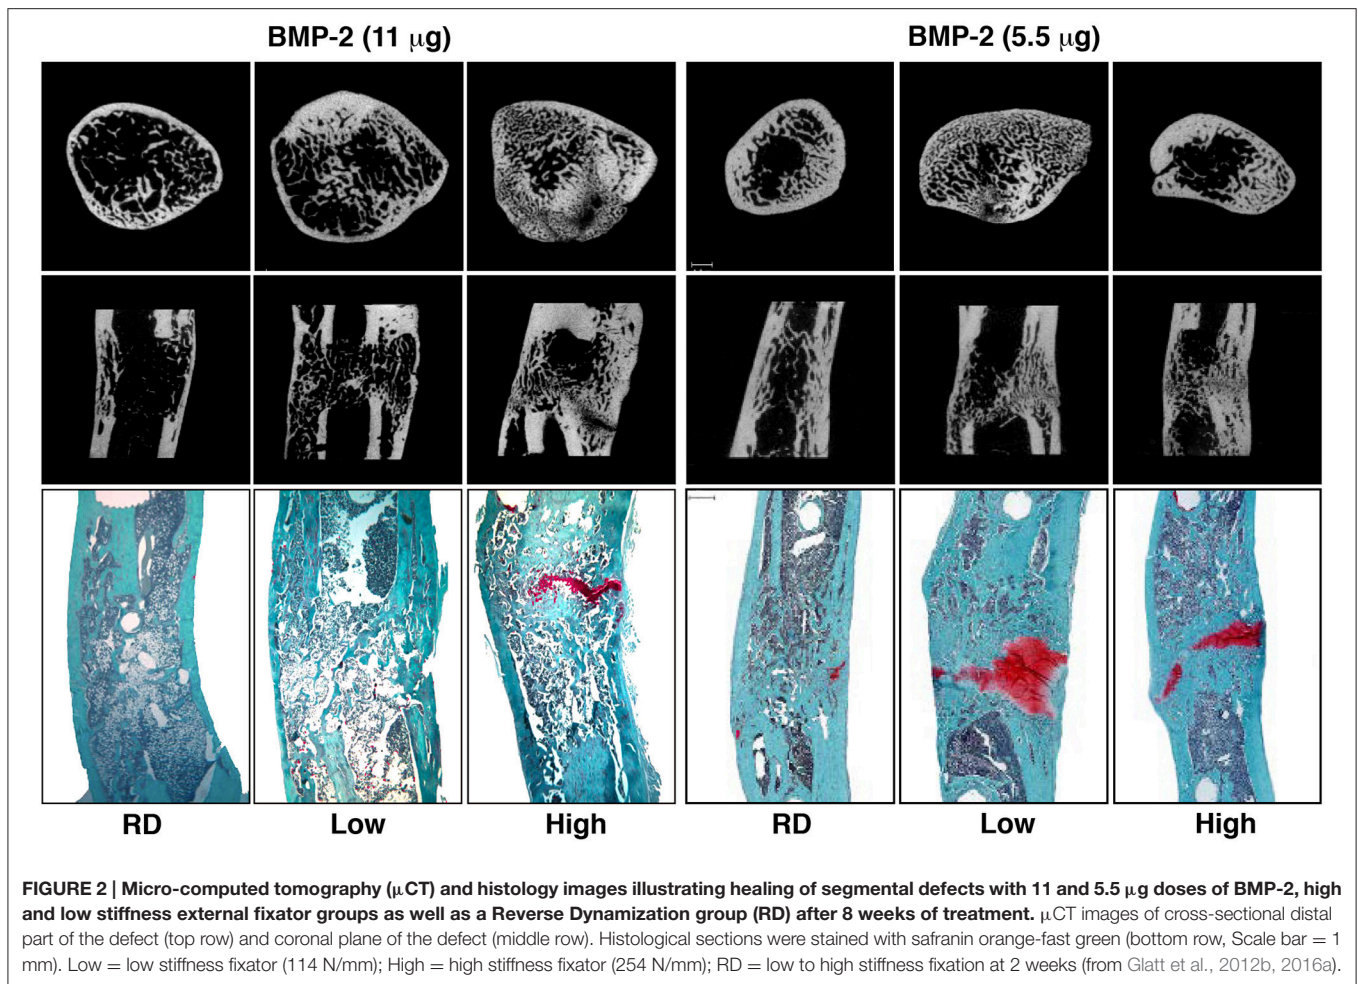 BMP-2 (11 μg)
BMP-2 (5.5 μg)
RD
Low
High
RD
Low
High
FIGURE 2 | Micro-computed tomography (μCT) and histology images illustrating healing of segmental defects with 11 and 5.5 μg doses of BMP-2, high
and low stiffness external fixator groups as well as a Reverse Dynamization group (RD) after 8 weeks of treatment. μCT images of cross-sectional distal
part of the defect (top row) and coronal plane of the defect (middle row). Histological sections were stained with safranin orange-fast green (bottom row, Scale bar = 1
mm). Low = low stiffness fixator (114 N/mm); High = high stiffness fixator (254 N/mm); RD = low to high stiffness fixation at 2 weeks (from Glatt et al., 2012b, 2016a).